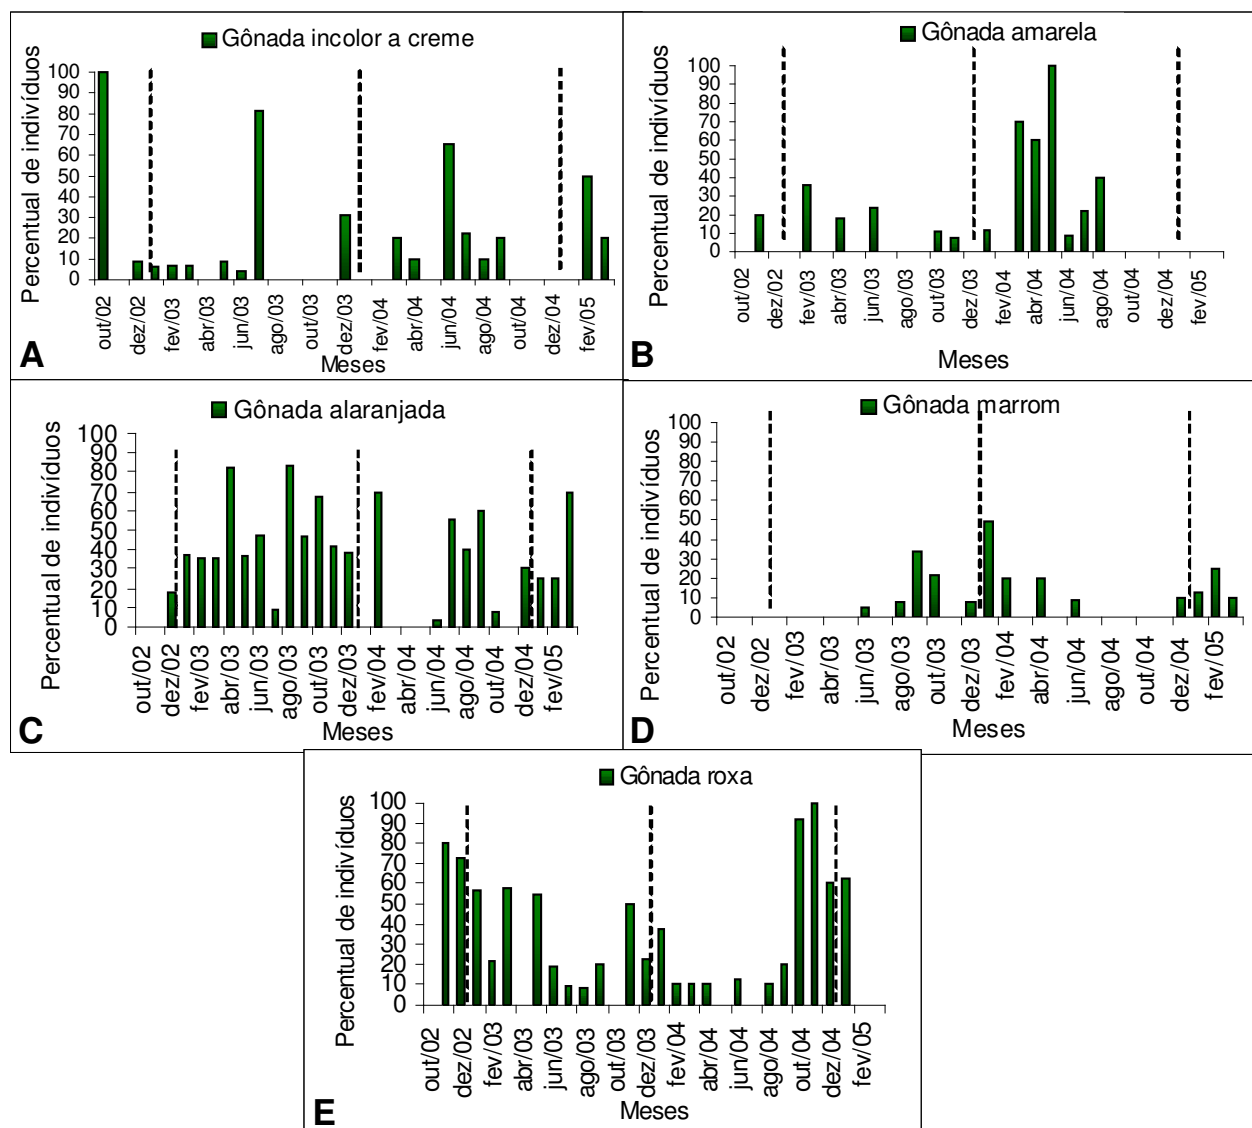 Gônada incolor a creme
Percentual de indivíduos
100
90
80
70
60
50
40
30
20
10
0
out/02 dez/02 fev/03 abr/03 jun/03 ago/03 out/03 dez/03 fev/04 abr/04 jun/04 ago/04 out/04 dez/04 fev/05
Meses
A
Gônada amarela
Percentual de indivíduos
100
90
80
70
60
50
40
30
20
10
0
out/02 dez/02 fev/03 abr/03 jun/03 ago/03 out/03 dez/03 fev/04 abr/04 jun/04 ago/04 out/04 dez/04 fev/05
Meses
B
Gônada alaranjada
Percentual de indivíduos
100
90
80
70
60
50
40
30
20
10
0
out/02 dez/02 fev/03 abr/03 jun/03 ago/03 out/03 dez/03 fev/04 abr/04 jun/04 ago/04 out/04 dez/04 fev/05
Meses
C
Gônada marrom
Percentual de indivíduos
100
90
80
70
60
50
40
30
20
10
0
out/02 dez/02 fev/03 abr/03 jun/03 ago/03 out/03 dez/03 fev/04 abr/04 jun/04 ago/04 out/04 dez/04 fev/05
Meses
D
Gônada roxa
Percentual de indivíduos
100
90
80
70
60
50
40
30
20
10
0
out/02 dez/02 fev/03 abr/03 jun/03 ago/03 out/03 dez/03 fev/04 abr/04 jun/04 ago/04 out/04 dez/04 fev/05
Meses
E